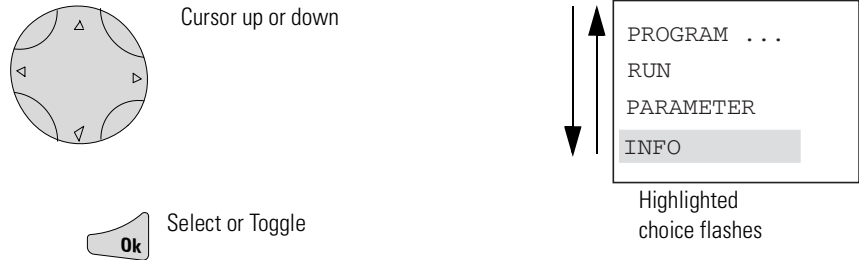 Cursor up or down
PROGRAM ...
RUN
PARAMETER
INFO
Highlighted
choice flashes
Ok
Select or Toggle